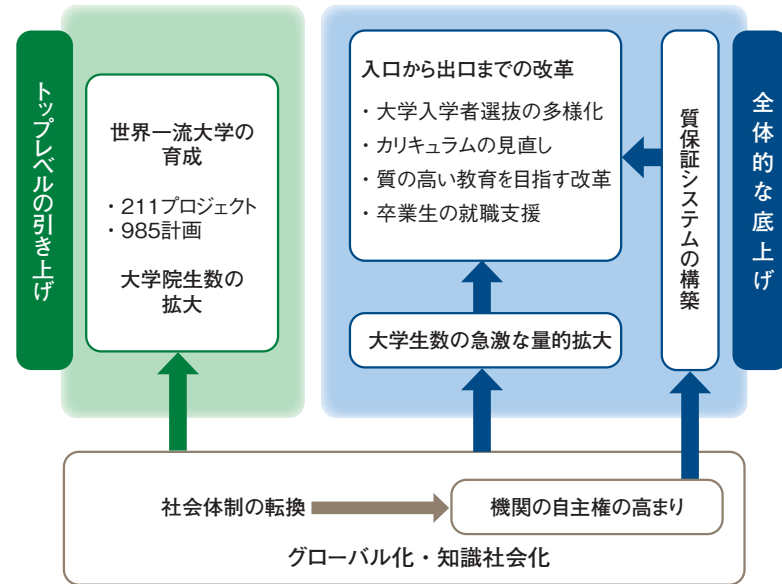 トップレベルの引き上げ
世界一流大学の
育成
・211プロジェクト
・985計画
大学院生数の
拡大
入口から出口までの改革
・大学入学者選抜の多様化
・カリキュラムの見直し
・質の高い教育を目指す改革
・卒業生の就職支援
大学生数の急激な量的拡大
質保証システムの構築
全体的な底上げ
社会体制の転換
機関の自主権の高まり
グローバル化・知識社会化